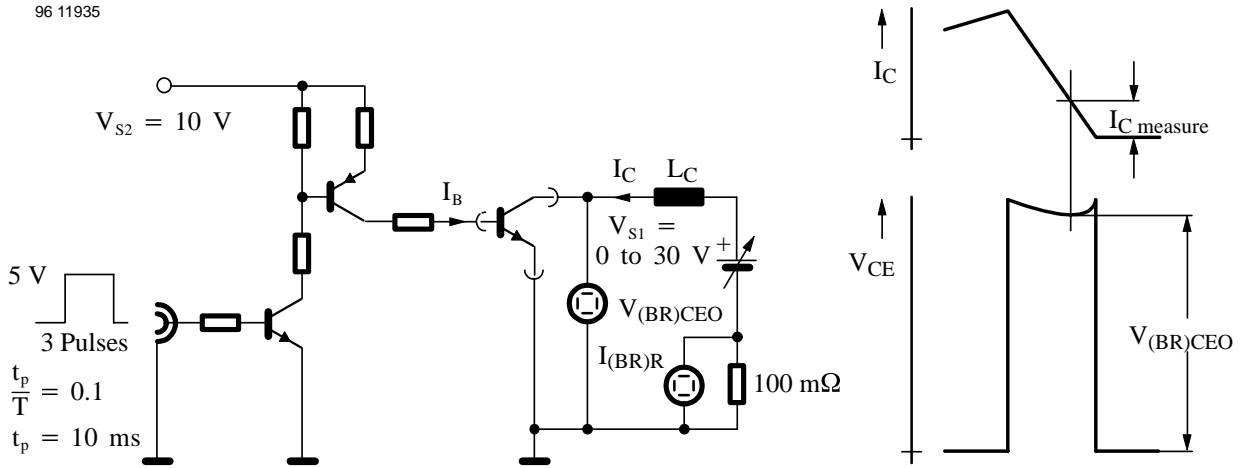 96 11935
V_S2 = 10 V
I_B
I_C
L_C
V_S1 =
0 to 30 V
+
V_(BR)CEO
I_(BR)R
100 mΩ
5 V
3 Pulses
t_p
T
= 0.1
t_p = 10 ms
I_C
I_C measure
V_CE
V_(BR)CEO